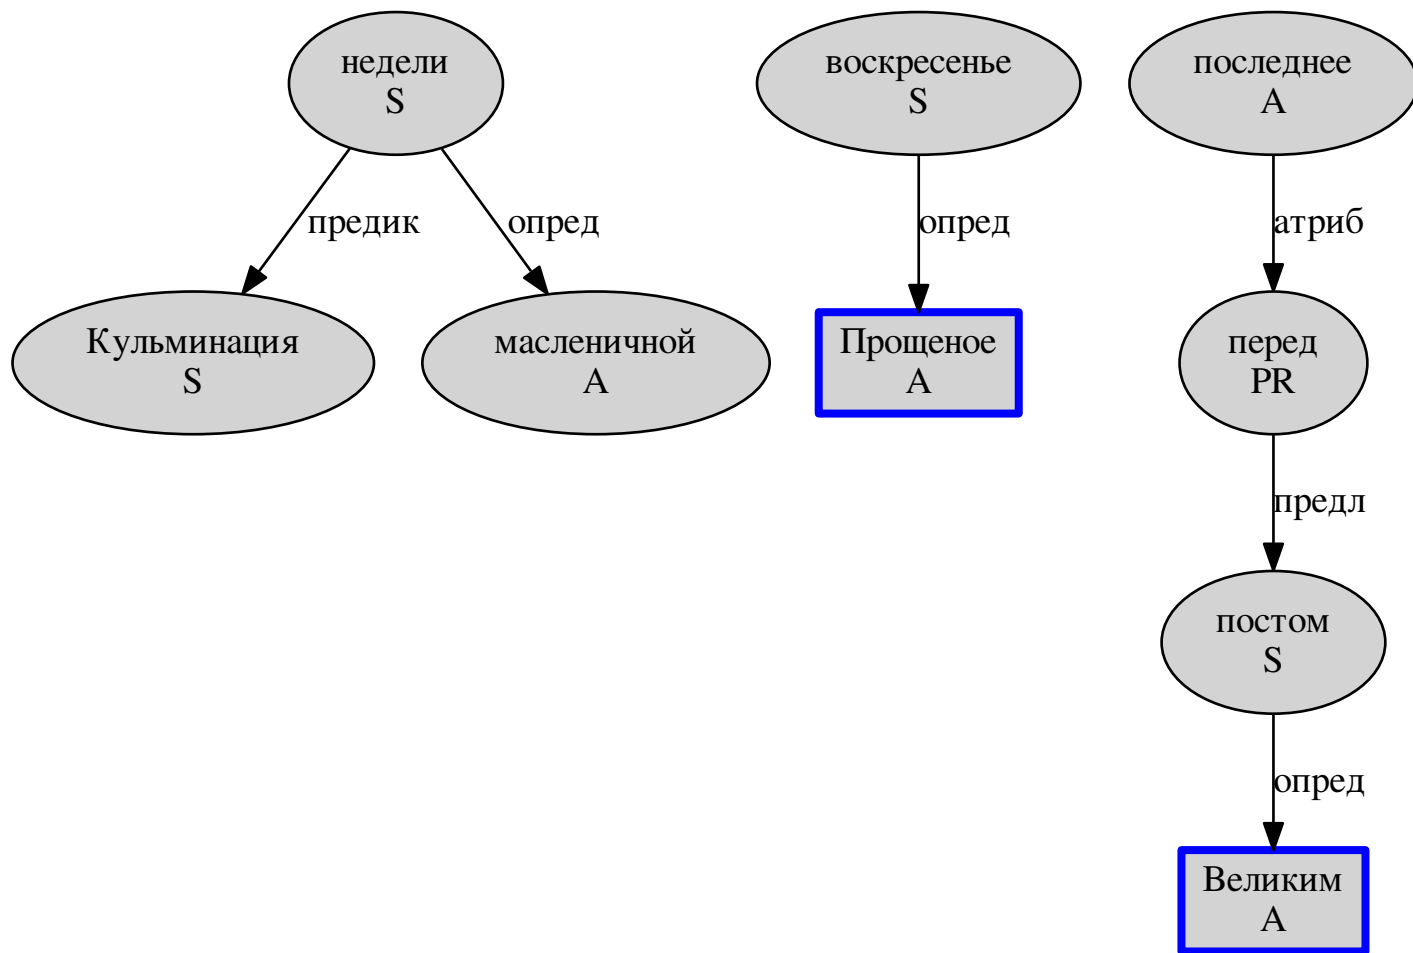 недели
S
воскресенье
S
последнее
A
предик
опред
опред
атриб
Кульминация
S
масленичной
A
Прощеное
A
перед
PR
предл
постом
S
опред
Великим
A